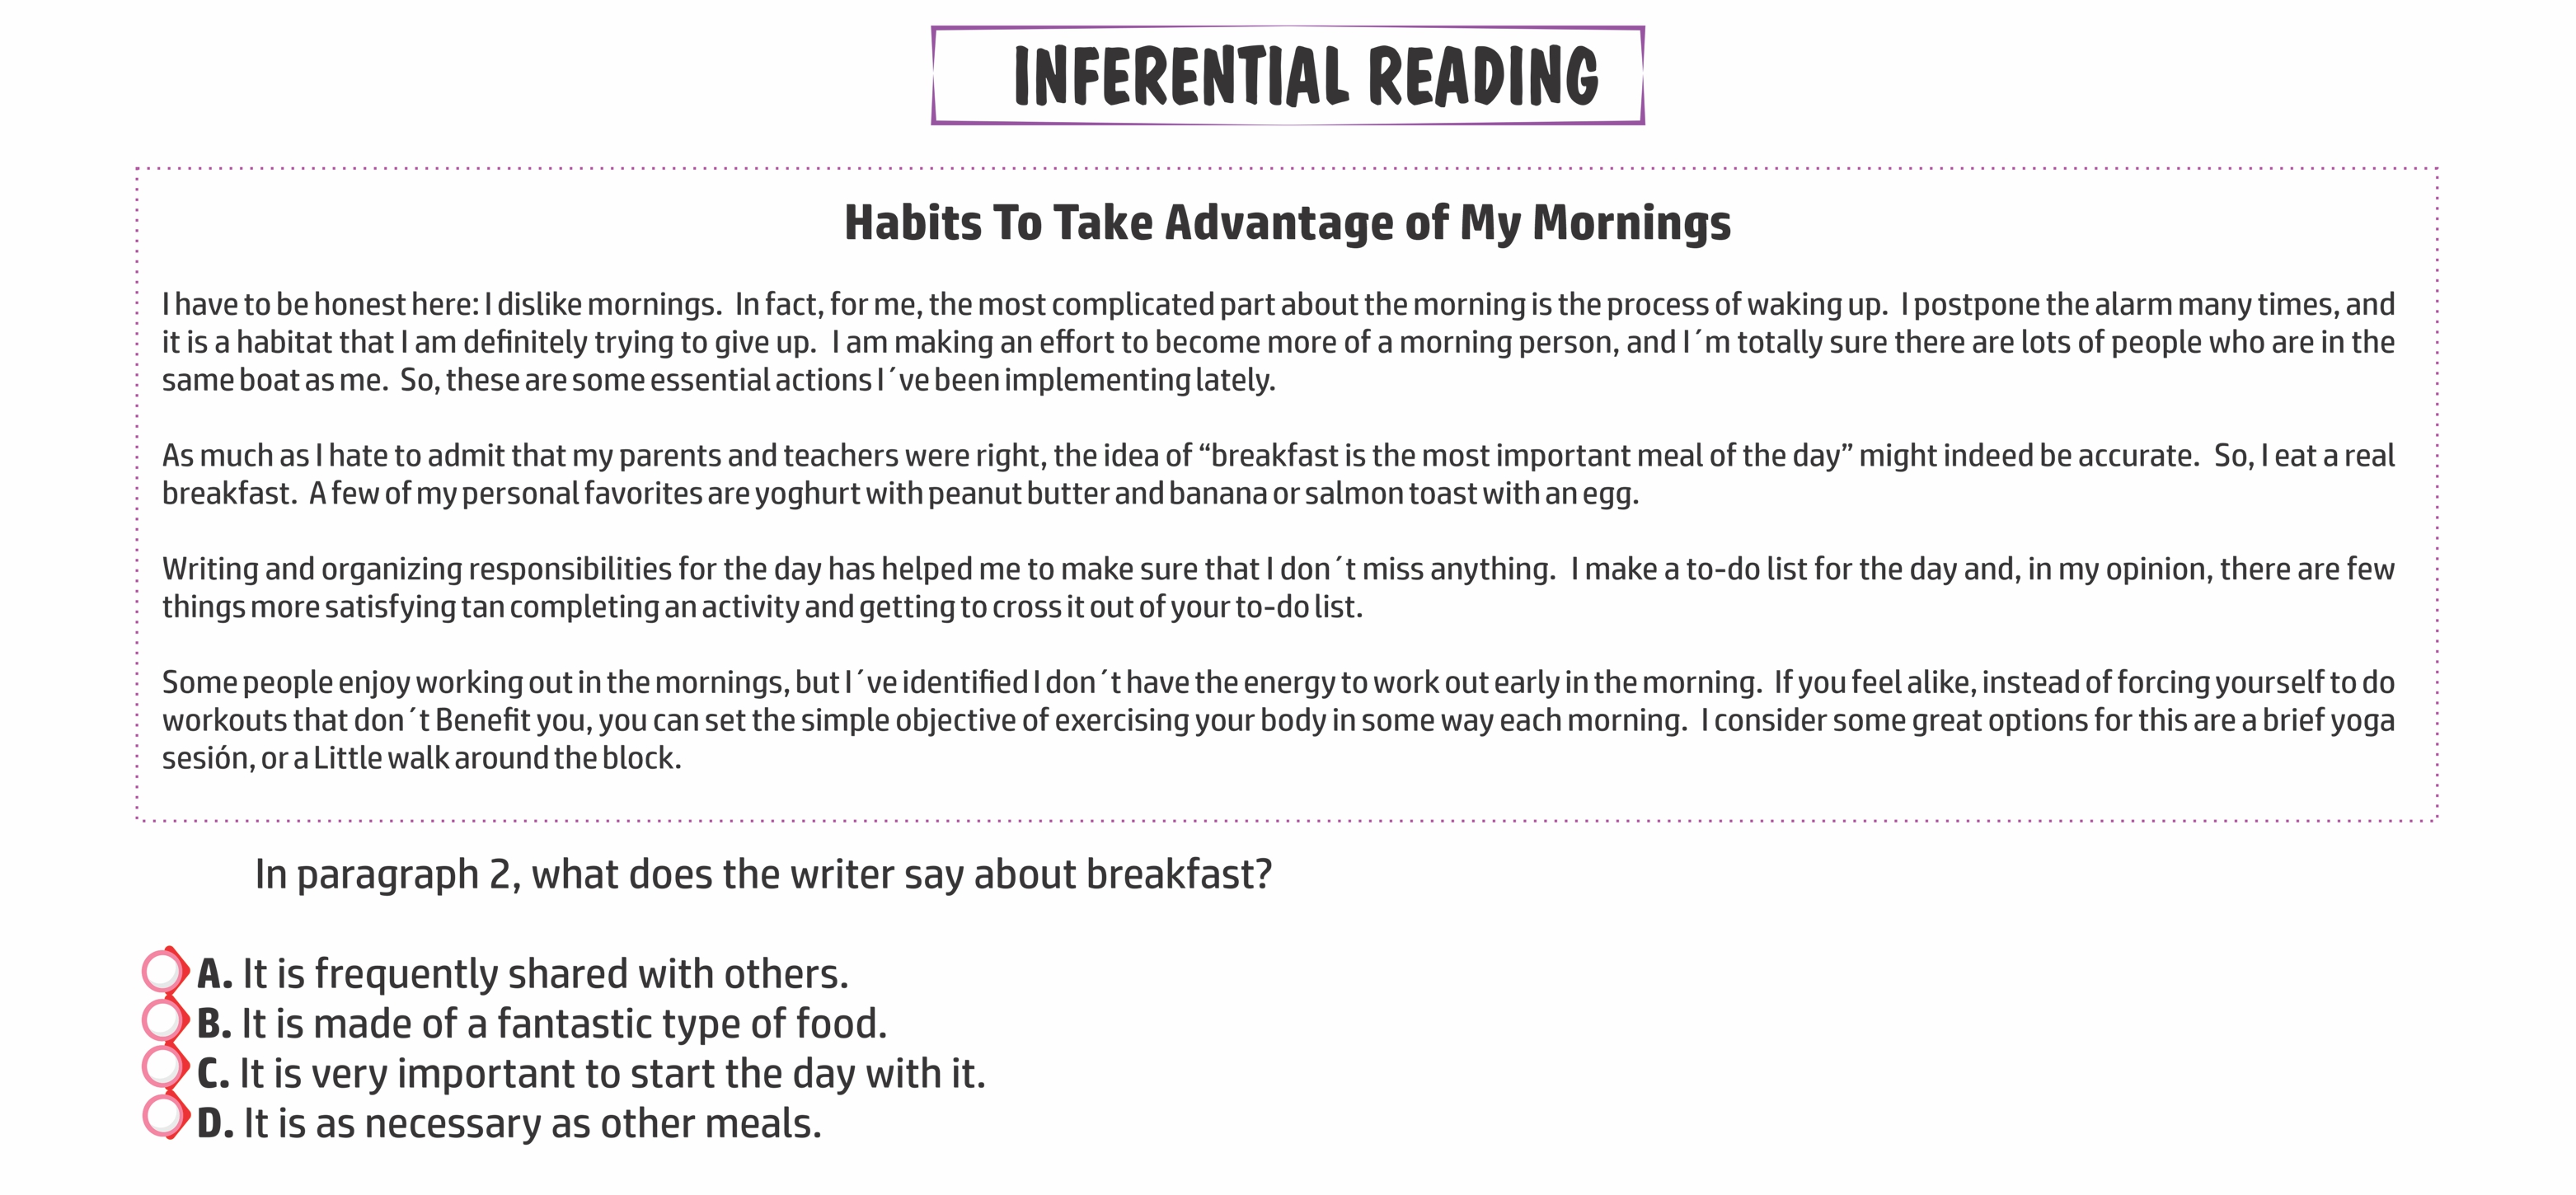 INFERENTIAL READING
Habits To Take Advantage of My Mornings
I have to be honest here: I dislike mornings. In fact, for me, the most complicated part about the morning is the process of waking up. I postpone the alarm many times, and
it is a habitat that I am definitely trying to give up. I am making an effort to become more of a morning person, and I´m totally sure there are lots of people who are in the
same boat as me. So, these are some essential actions I´ve been implementing lately.
As much as I hate to admit that my parents and teachers were right, the idea of “breakfast is the most important meal of the day” might indeed be accurate. So, I eat a real
breakfast. A few of my personal favorites are yoghurt with peanut butter and banana or salmon toast with an egg.
Writing and organizing responsibilities for the day has helped me to make sure that I don´t miss anything. I make a to-do list for the day and, in my opinion, there are few
things more satisfying tan completing an activity and getting to cross it out of your to-do list.
Some people enjoy working out in the mornings, but I´ve identified I don´t have the energy to work out early in the morning. If you feel alike, instead of forcing yourself to do
workouts that don´t Benefit you, you can set the simple objective of exercising your body in some way each morning. I consider some great options for this are a brief yoga
sesión, or a Little walk around the block.
In paragraph 2, what does the writer say about breakfast?
A. It is frequently shared with others.
B. It is made of a fantastic type of food.
C. It is very important to start the day with it.
D. It is as necessary as other meals.